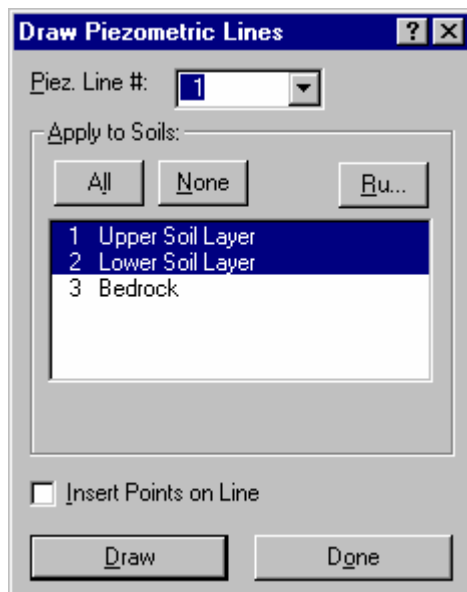 Draw Piezometric Lines
Piez. Line #: 1
Apply to Soils:
All None Ru...
1 Upper Soil Layer
2 Lower Soil Layer
3 Bedrock
Insert Points on Line
Draw Done